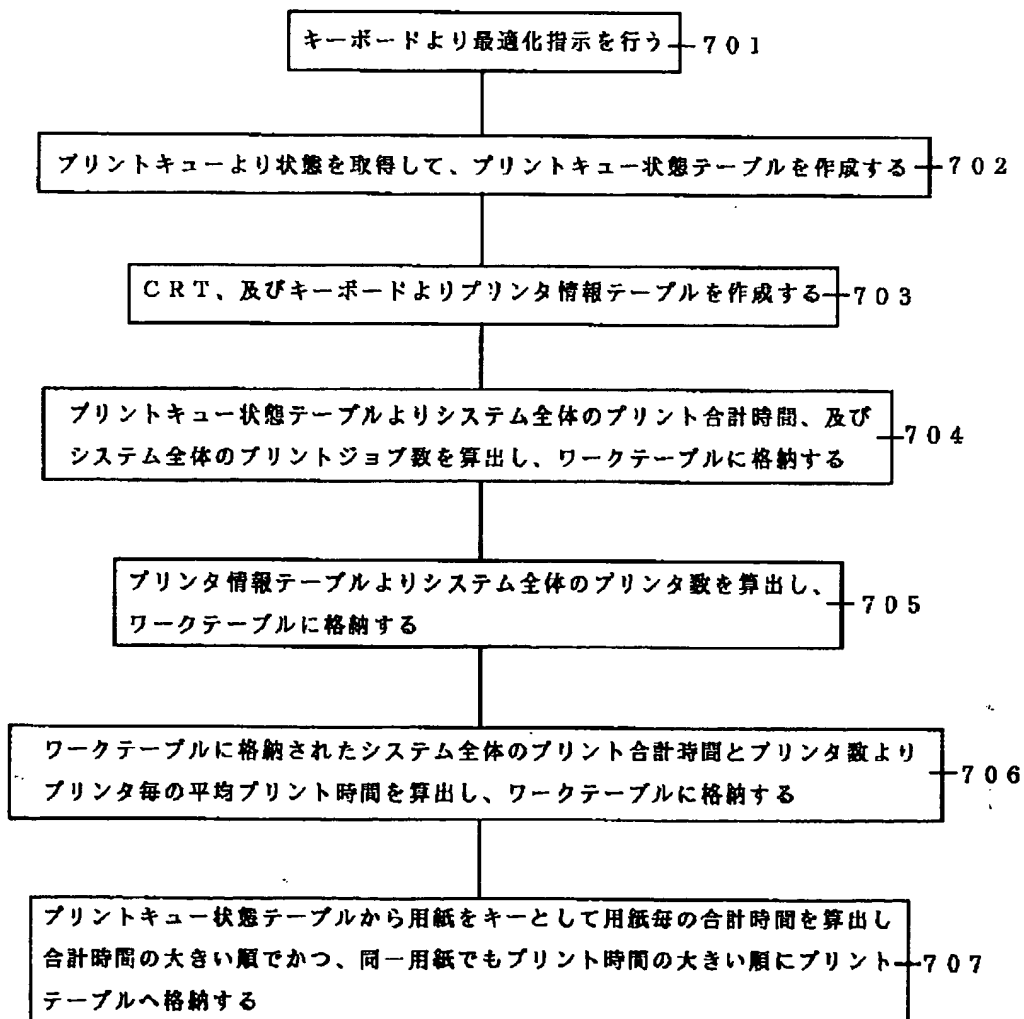 キーボードより最適化指示を行う 701
プリントキューより状態を取得して、プリントキュー状態テーブルを作成する 702
CRT、及びキーボードよりプリンタ情報テーブルを作成する 703
プリントキュー状態テーブルよりシステム全体のプリント合計時間、及び
システム全体のプリントジョブ数を算出し、ワークテーブルに格納する
704
プリンタ情報テーブルよりシステム全体のプリンタ数を算出し、
ワークテーブルに格納する
705
ワークテーブルに格納されたシステム全体のプリント合計時間とプリンタ数より
プリンタ毎の平均プリント時間を算出し、ワークテーブルに格納する
706
プリントキュー状態テーブルから用紙をキーとして用紙毎の合計時間を算出し
合計時間の大きい順でかつ、同一用紙でもプリント時間の大きい順にプリント 707
テーブルへ格納する